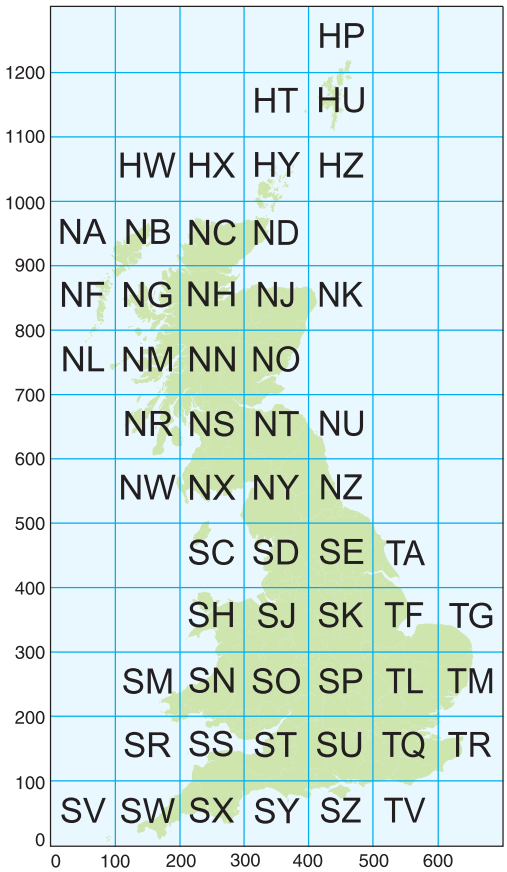 HP
1200
HT HU
1100
HW HX HY HZ
1000
NA NB NC ND
900
NF NG NH NJ NK
800
NL NM NN NO
700
NR NS NT NU
600
NW NX NY NZ
500
SC SD SE TA
400
SH SJ SK TF TG
300
SM SN SO SP TL TM
200
SR SS ST SU TQ TR
100
SV SW SX SY SZ TV
0
0 100 200 300 400 500 600